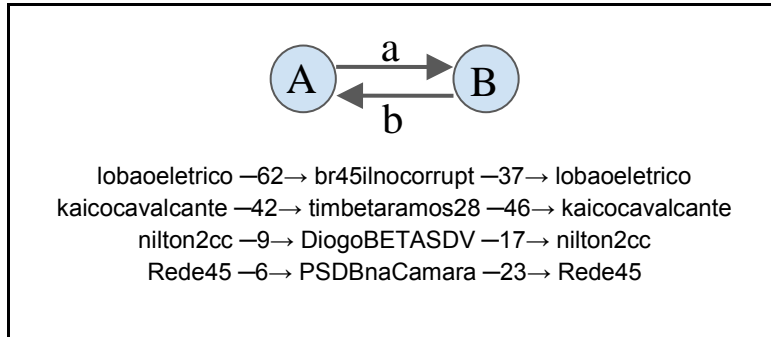 a
A B
b
lobaoeletrico —62→ br45ilnocorrupt —37→ lobaoeletrico
kaicocavalcante —42→ timbetaramos28 —46→ kaicocavalcante
nilton2cc —9→ DiogoBETASDV —17→ nilton2cc
Rede45 —6→ PSDBnaCamara —23→ Rede45